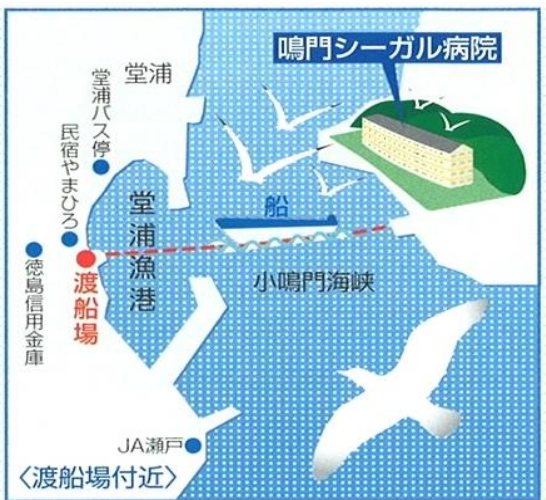 鳴門シーガル病院
堂浦
堂浦バス停
民宿やまひろ
徳島信用金庫
渡船場
堂浦漁港
船
小鳴門海峡
JA瀬戸
〈渡船場付近〉